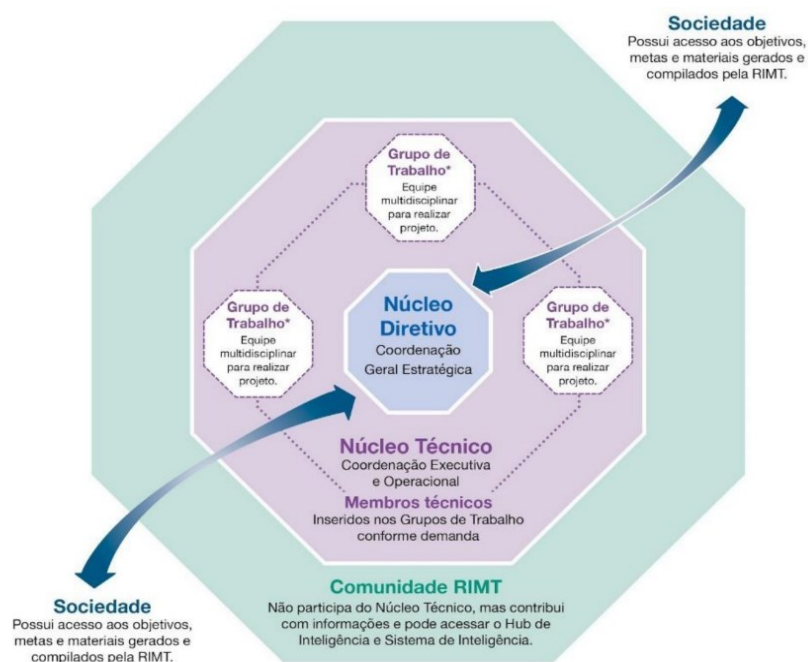 Sociedade
Possui acesso aos objetivos,
metas e materiais gerados e
compilados pela RIMT.
Grupo de
Trabalho*
Equipe
multidisciplinar
para realizar
projeto.
Grupo de
Trabalho*
Equipe
multidisciplinar
para realizar
projeto.
Núcleo
Diretivo
Coordenação
Geral Estratégica
Grupo de
Trabalho*
Equipe
multidisciplinar
para realizar
projeto.
Núcleo Técnico
Coordenação Executiva
e Operacional
Membros técnicos
Inseridos nos Grupos de Trabalho
conforme demanda
Comunidade RIMT
Não participa do Núcleo Técnico, mas contribui
com informações e pode acessar o Hub de
Inteligência e Sistema de Inteligência.
Sociedade
Possui acesso aos objetivos,
metas e materiais gerados e
compilados pela RIMT.